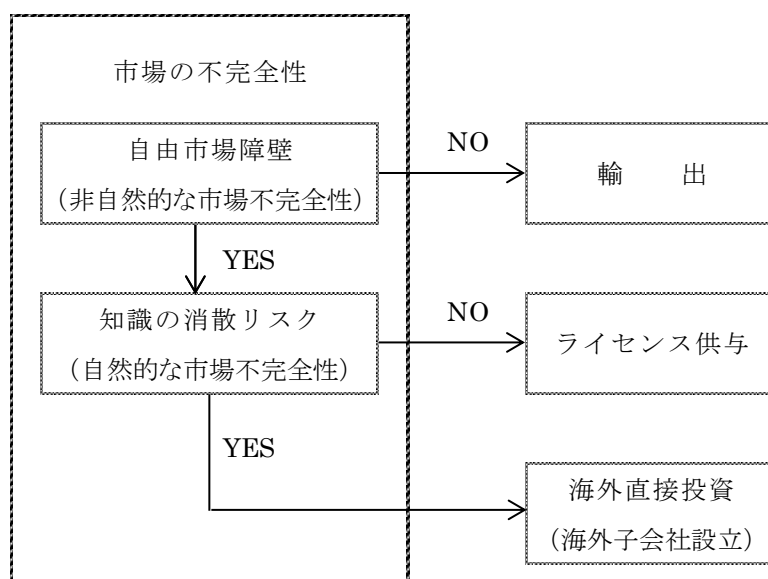 市場の不完全性
自由市場障壁
（非自然的な市場不完全性）
NO
輸　出
YES
知識の消散リスク
（自然的な市場不完全性）
NO
ライセンス供与
YES
海外直接投資
（海外子会社設立）